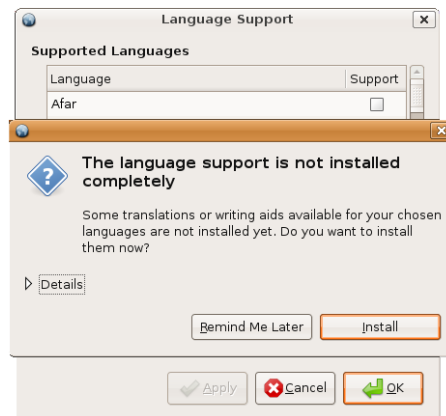 Language Support
Supported Languages
Language Support
Afar
The language support is not installed
completely
Some translations or writing aids available for your chosen
languages are not installed yet. Do you want to install
them now?
Details
Remind Me Later Install
Apply Cancel OK